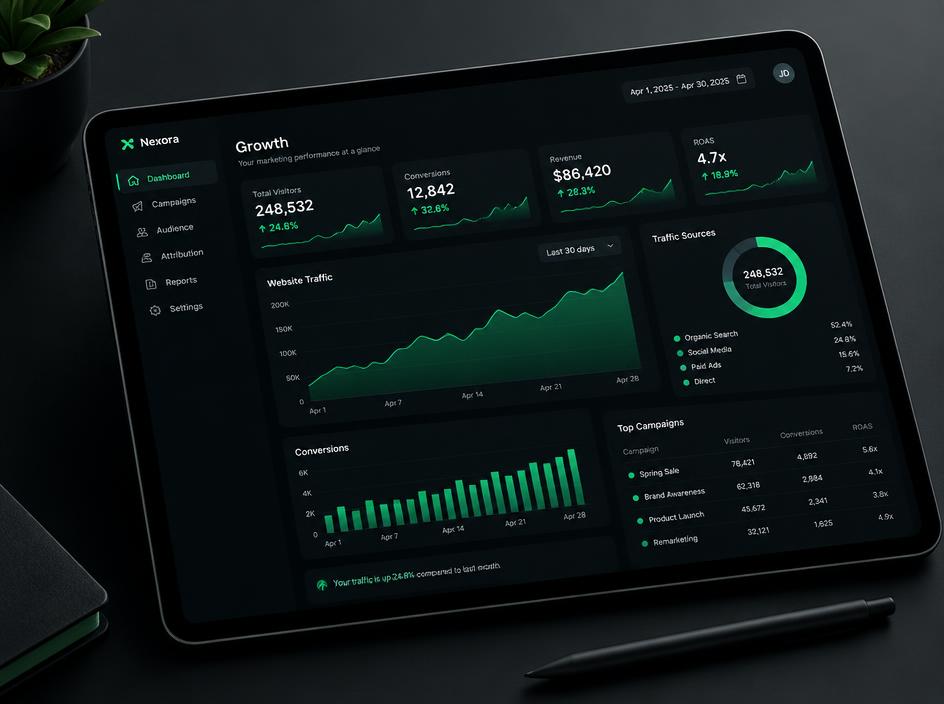 Nexora
Dashboard
Campaigns
Audience
Attribution
Reports
Settings
Apr 1, 2025 - Apr 30, 2025
JD
Growth
Your marketing performance at a glance
Total Visitors
248,532
↑ 24.8%
Conversions
12,842
↑ 32.6%
Revenue
$86,420
↑ 28.3%
ROAS
4.7x
↑ 18.9%
Website Traffic
Last 30 days
200K
150K
100K
50K
0
Apr 1
Apr 7
Apr 14
Apr 21
Apr 28
Traffic Sources
248,532
Total Visitors
Organic Search 52.4%
Social Media 24.8%
Paid Ads 15.6%
Direct 7.2%
Conversions
6K
4K
2K
0
Apr 1
Apr 7
Apr 14
Apr 21
Apr 28
Top Campaigns
Campaign Visitors Conversions ROAS
Spring Sale 78,421 4,892 5.6x
Brand Awareness 62,318 2,884 4.1x
Product Launch 45,672 2,341 3.8x
Remarketing 32,121 1,625 4.9x
Your traffic is up 24.8% compared to last month